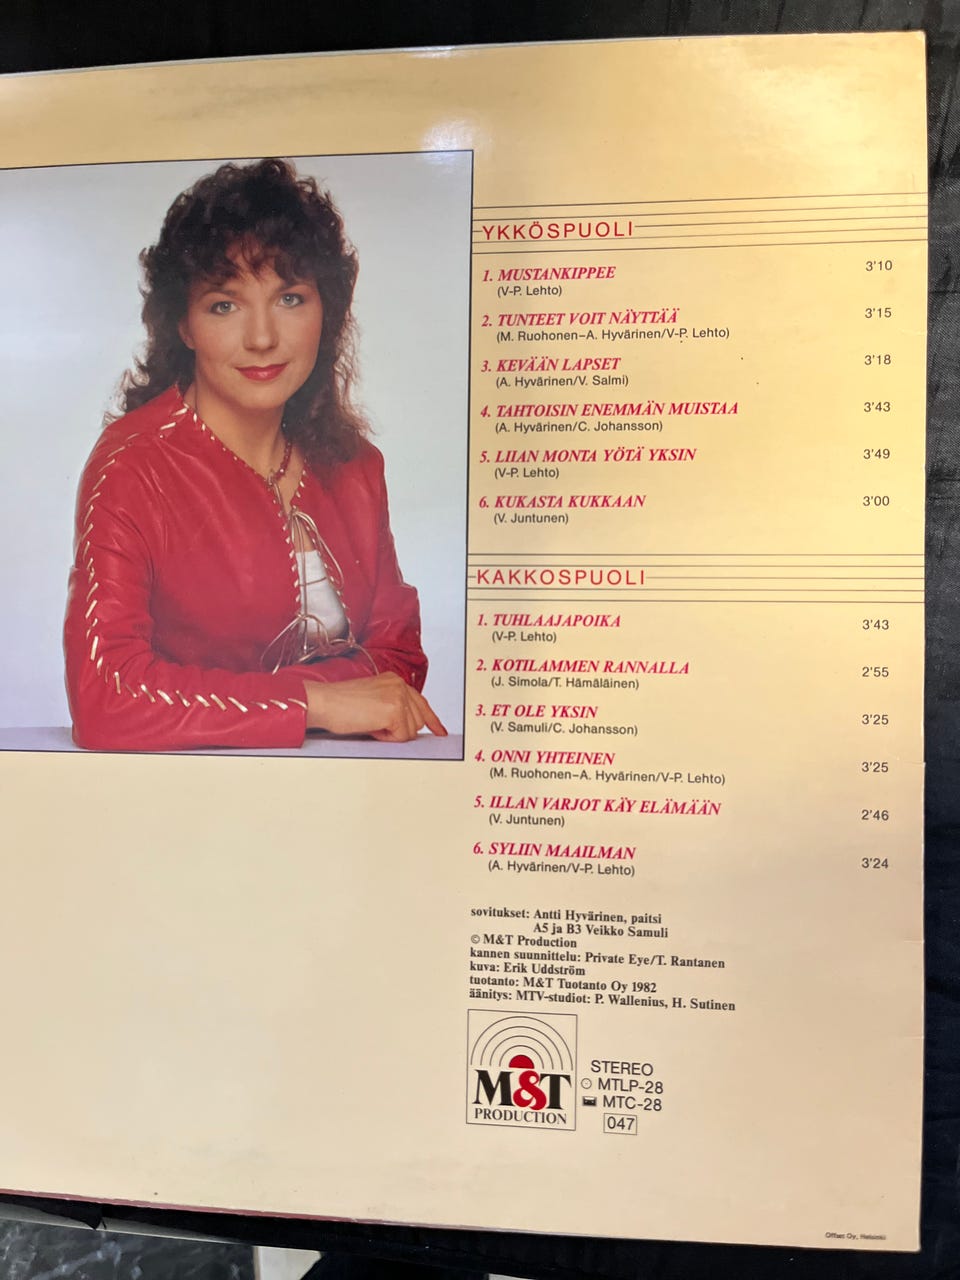 YKKÖSPUOLI
1. MUSTANKIPPEE 3'10
(V-P. Lehto)
2. TUNTEET VOIT NÄYTTÄÄ 3'15
(M. Ruohonen–A. Hyvärinen/V-P. Lehto)
3. KEVÄÄN LAPSET 3'18
(A. Hyvärinen/V. Salmi)
4. TAHTOISIN ENEMMÄN MUISTAA 3'43
(A. Hyvärinen/C. Johansson)
5. LIIAN MONTA YÖTÄ YKSIN 3'49
(V-P. Lehto)
6. KUKASTA KUKKAAN 3'00
(V. Juntunen)
KAKKOSPUOLI
1. TUHLAAJAPOIKA 3'43
(V-P. Lehto)
2. KOTILAMMEN RANNALLA 2'55
(J. Simola/T. Hämäläinen)
3. ET OLE YKSIN 3'25
(V. Samuli/C. Johansson)
4. ONNI YHTEINEN 3'25
(M. Ruohonen–A. Hyvärinen/V-P. Lehto)
5. ILLAN VARJOT KÄY ELÄMÄÄN 2'46
(V. Juntunen)
6. SYLIIN MAAILMAN 3'24
(A. Hyvärinen/V-P. Lehto)
sovitukset: Antti Hyvärinen, paitsi
A5 ja B3 Veikko Samuli
© M&T Production
kannen suunnittelu: Private Eye/T. Rantanen
kuva: Erik Uddström
tuotanto: M&T Tuotanto Oy 1982
äänitys: MTV-studiot: P. Wallenius, H. Sutinen
M&T
PRODUCTION
STEREO
MTLP-28
MTC-28
047
Offset Oy, Helsinki